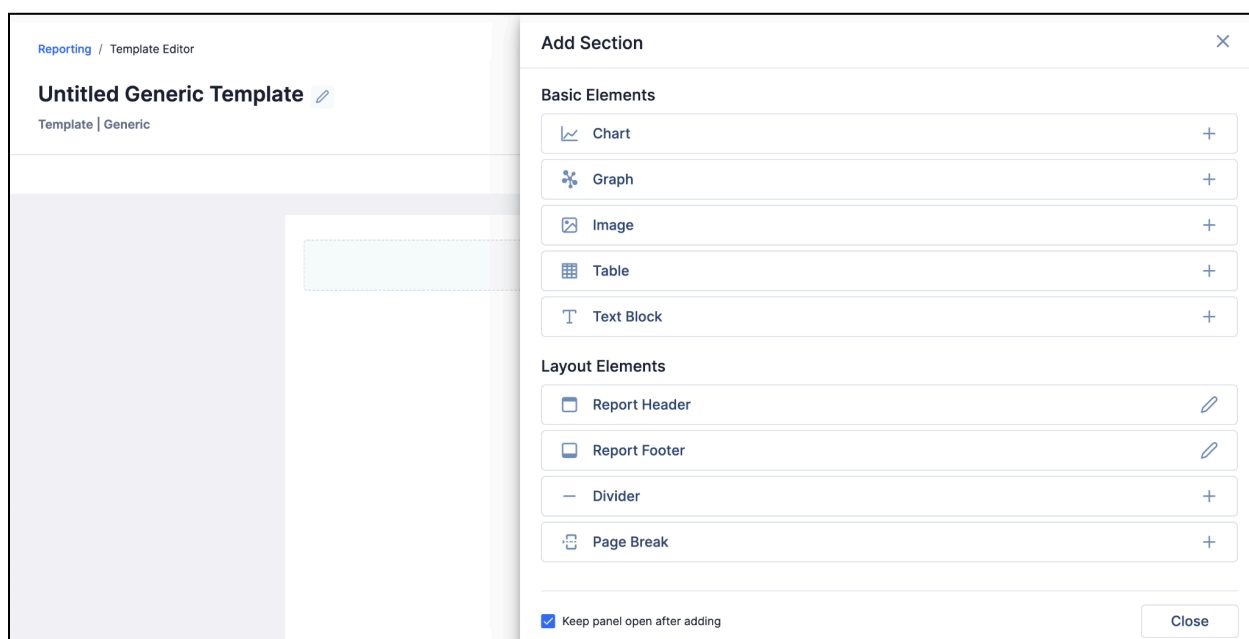 Reporting / Template Editor
Untitled Generic Template
Template | Generic
Add Section
Basic Elements
Chart
Graph
Image
Table
Text Block
Layout Elements
Report Header
Report Footer
Divider
Page Break
Keep panel open after adding
Close